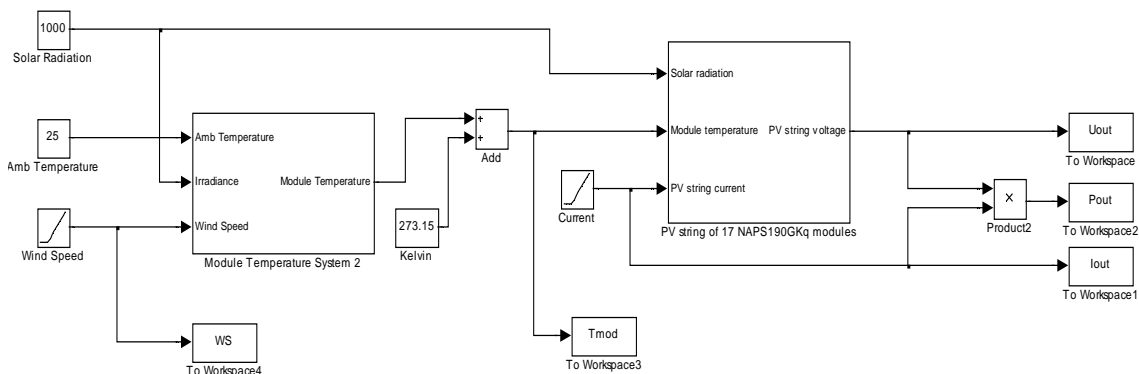 1000
Solar Radiation
25
Amb Temperature
Wind Speed
Amb Temperature
Irradiance
Module Temperature
Wind Speed
Module Temperature System 2
WS
To Workspace4
+
+
Add
273.15
Kelvin
Tmod
To Workspace3
Current
Solar radiation
Module temperature
PV string voltage
PV string current
PV string of 17 NAPS190GKq modules
X
Product2
Uout
To Workspace
Pout
To Workspace2
Iout
To Workspace1